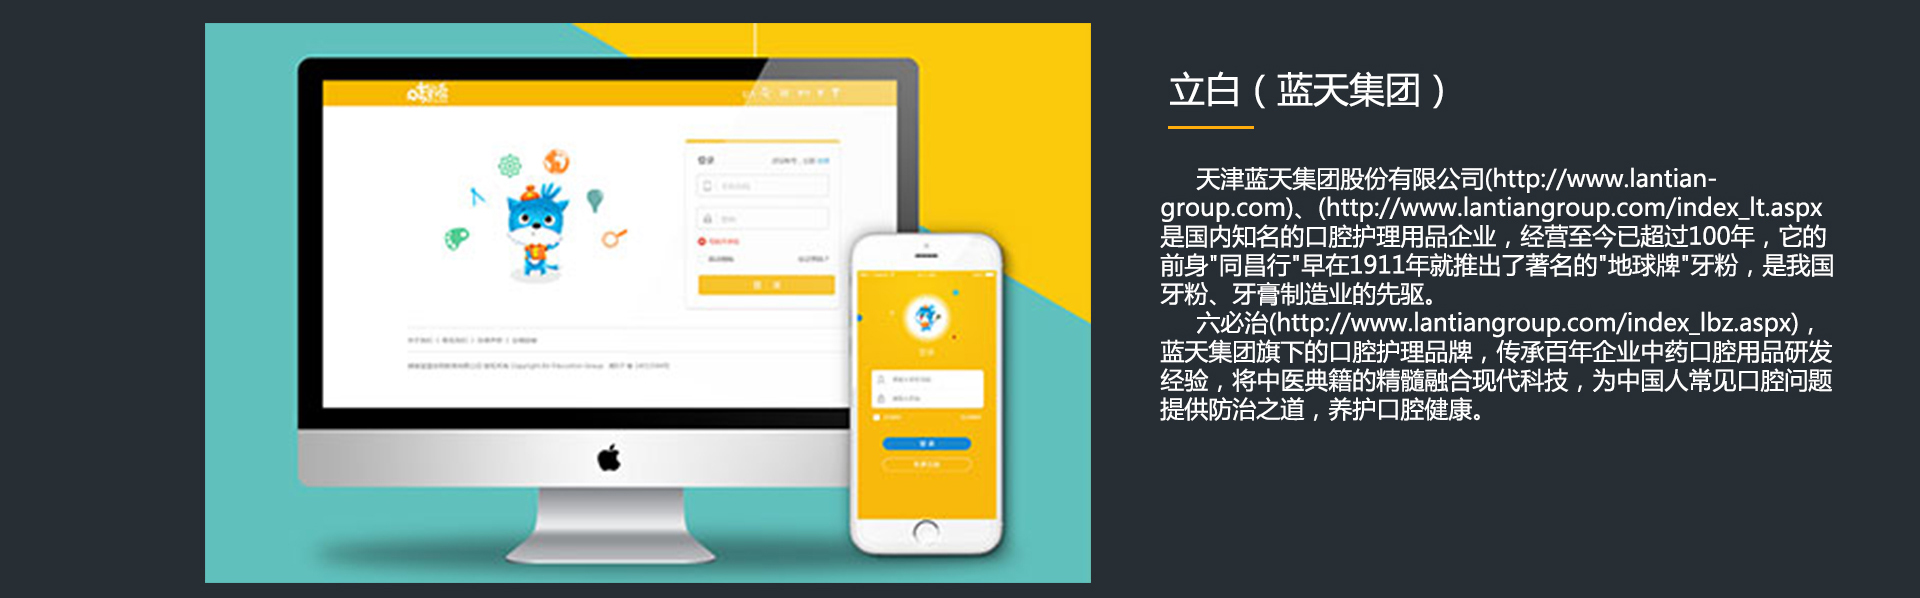 立白（蓝天集团）
天津蓝天集团股份有限公司(http://www.lantian-
group.com)、(http://www.lantiangroup.com/index_lt.aspx
是国内知名的口腔护理用品企业，经营至今已超过100年，它的
前身"同昌行"早在1911年就推出了著名的"地球牌"牙粉，是我国
牙粉、牙膏制造业的先驱。
六必治(http://www.lantiangroup.com/index_lbz.aspx)，
蓝天集团旗下的口腔护理品牌，传承百年企业中药口腔用品研发
经验，将中医典籍的精髓融合现代科技，为中国人常见口腔问题
提供防治之道，养护口腔健康。
登录